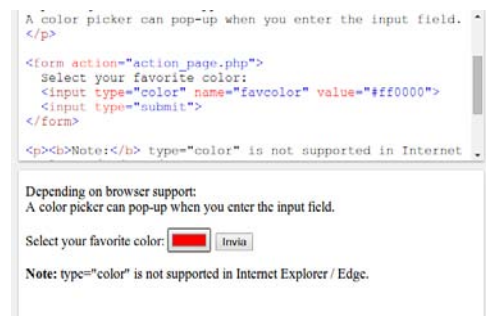 A color picker can pop-up when you enter the input field.
</p>
<form action="action_page.php">
Select your favorite color:
<input type="color" name="favcolor" value="#ff0000">
<input type="submit">
</form>
<p><b>Note:</b> type="color" is not supported in Internet
Depending on browser support:
A color picker can pop-up when you enter the input field.
Select your favorite color: Invia
Note: type="color" is not supported in Internet Explorer / Edge.